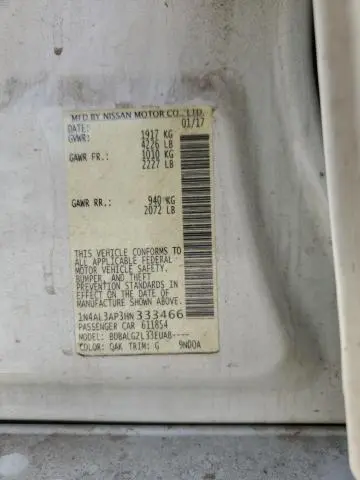 MFD BY NISSAN MOTOR CO., LTD.
DATE: 01/17
GVWR: 1917 KG
4226 LB
GAWR FR.: 1010 KG
2227 LB
GAWR RR.: 940 KG
2072 LB
THIS VEHICLE CONFORMS TO
ALL APPLICABLE FEDERAL
MOTOR VEHICLE SAFETY,
BUMPER, AND THEFT
PREVENTION STANDARDS IN
EFFECT ON THE DATE OF
MANUFACTURE SHOWN ABOVE.
1N4AL3AP3HN333466
PASSENGER CAR 611854
MODEL: BDBALGZL33EUAB----
COLOR: QAK TRIM: G 9N00A